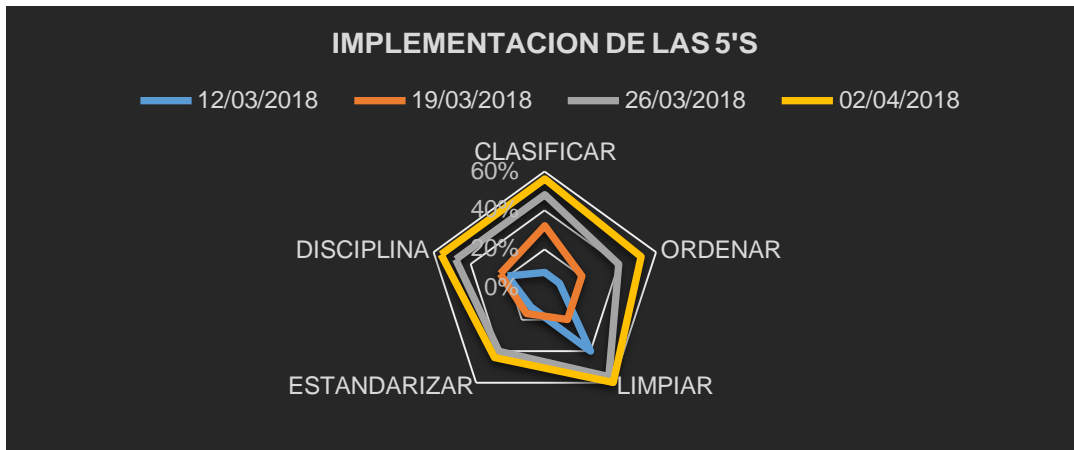 IMPLEMENTACION DE LAS 5'S
12/03/2018 19/03/2018 26/03/2018 02/04/2018
CLASIFICAR
60%
40%
DISCIPLINA 20% ORDENAR
0%
ESTANDARIZAR LIMPIAR